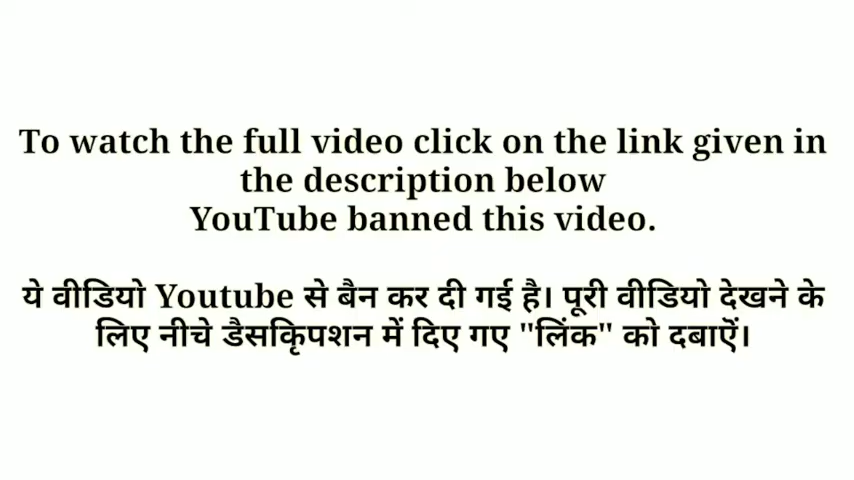 To watch the full video click on the link given in
the description below
YouTube banned this video.
ये वीडियो Youtube से बैन कर दी गई है। पूरी वीडियो देखने के
लिए नीचे डैसकि्रपशन में दिए गए "लिंक" को दबाऐं।